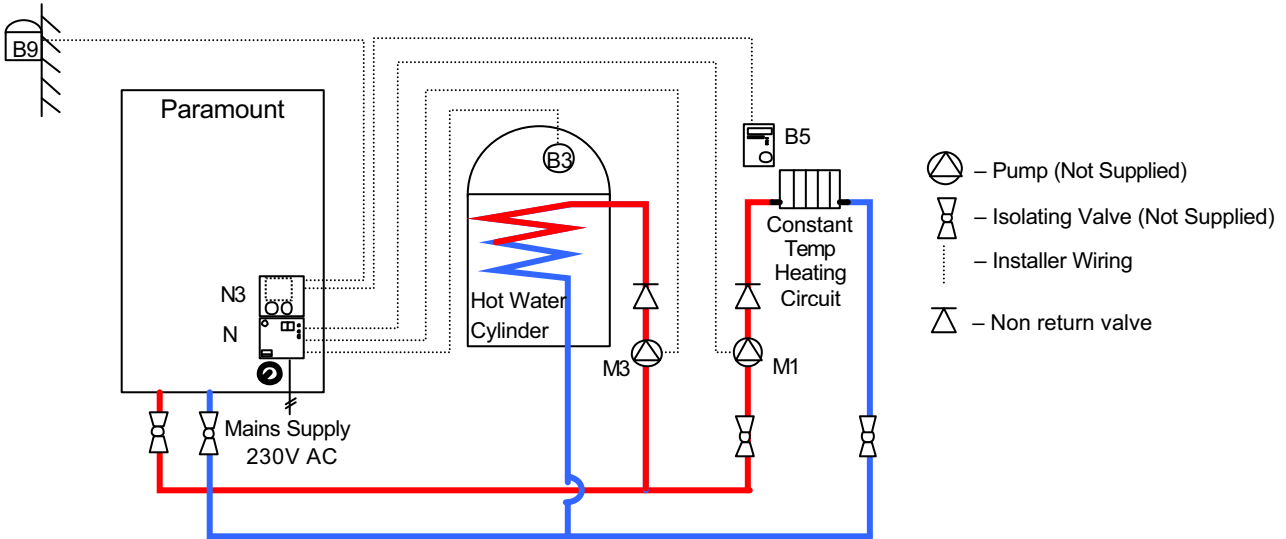 B9
Paramount
B3
B5
N3
N
Hot Water
Cylinder
Constant
Temp
Heating
Circuit
M3
M1
Mains Supply
230V AC
– Pump (Not Supplied)
– Isolating Valve (Not Supplied)
– Installer Wiring
– Non return valve